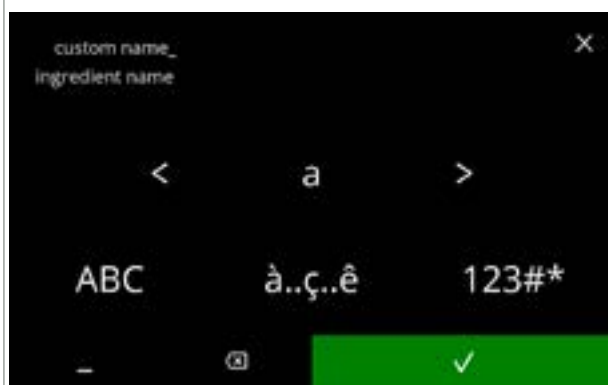 custom name_
ingredient name
< a >
ABC à..ç..ê 123#*
_